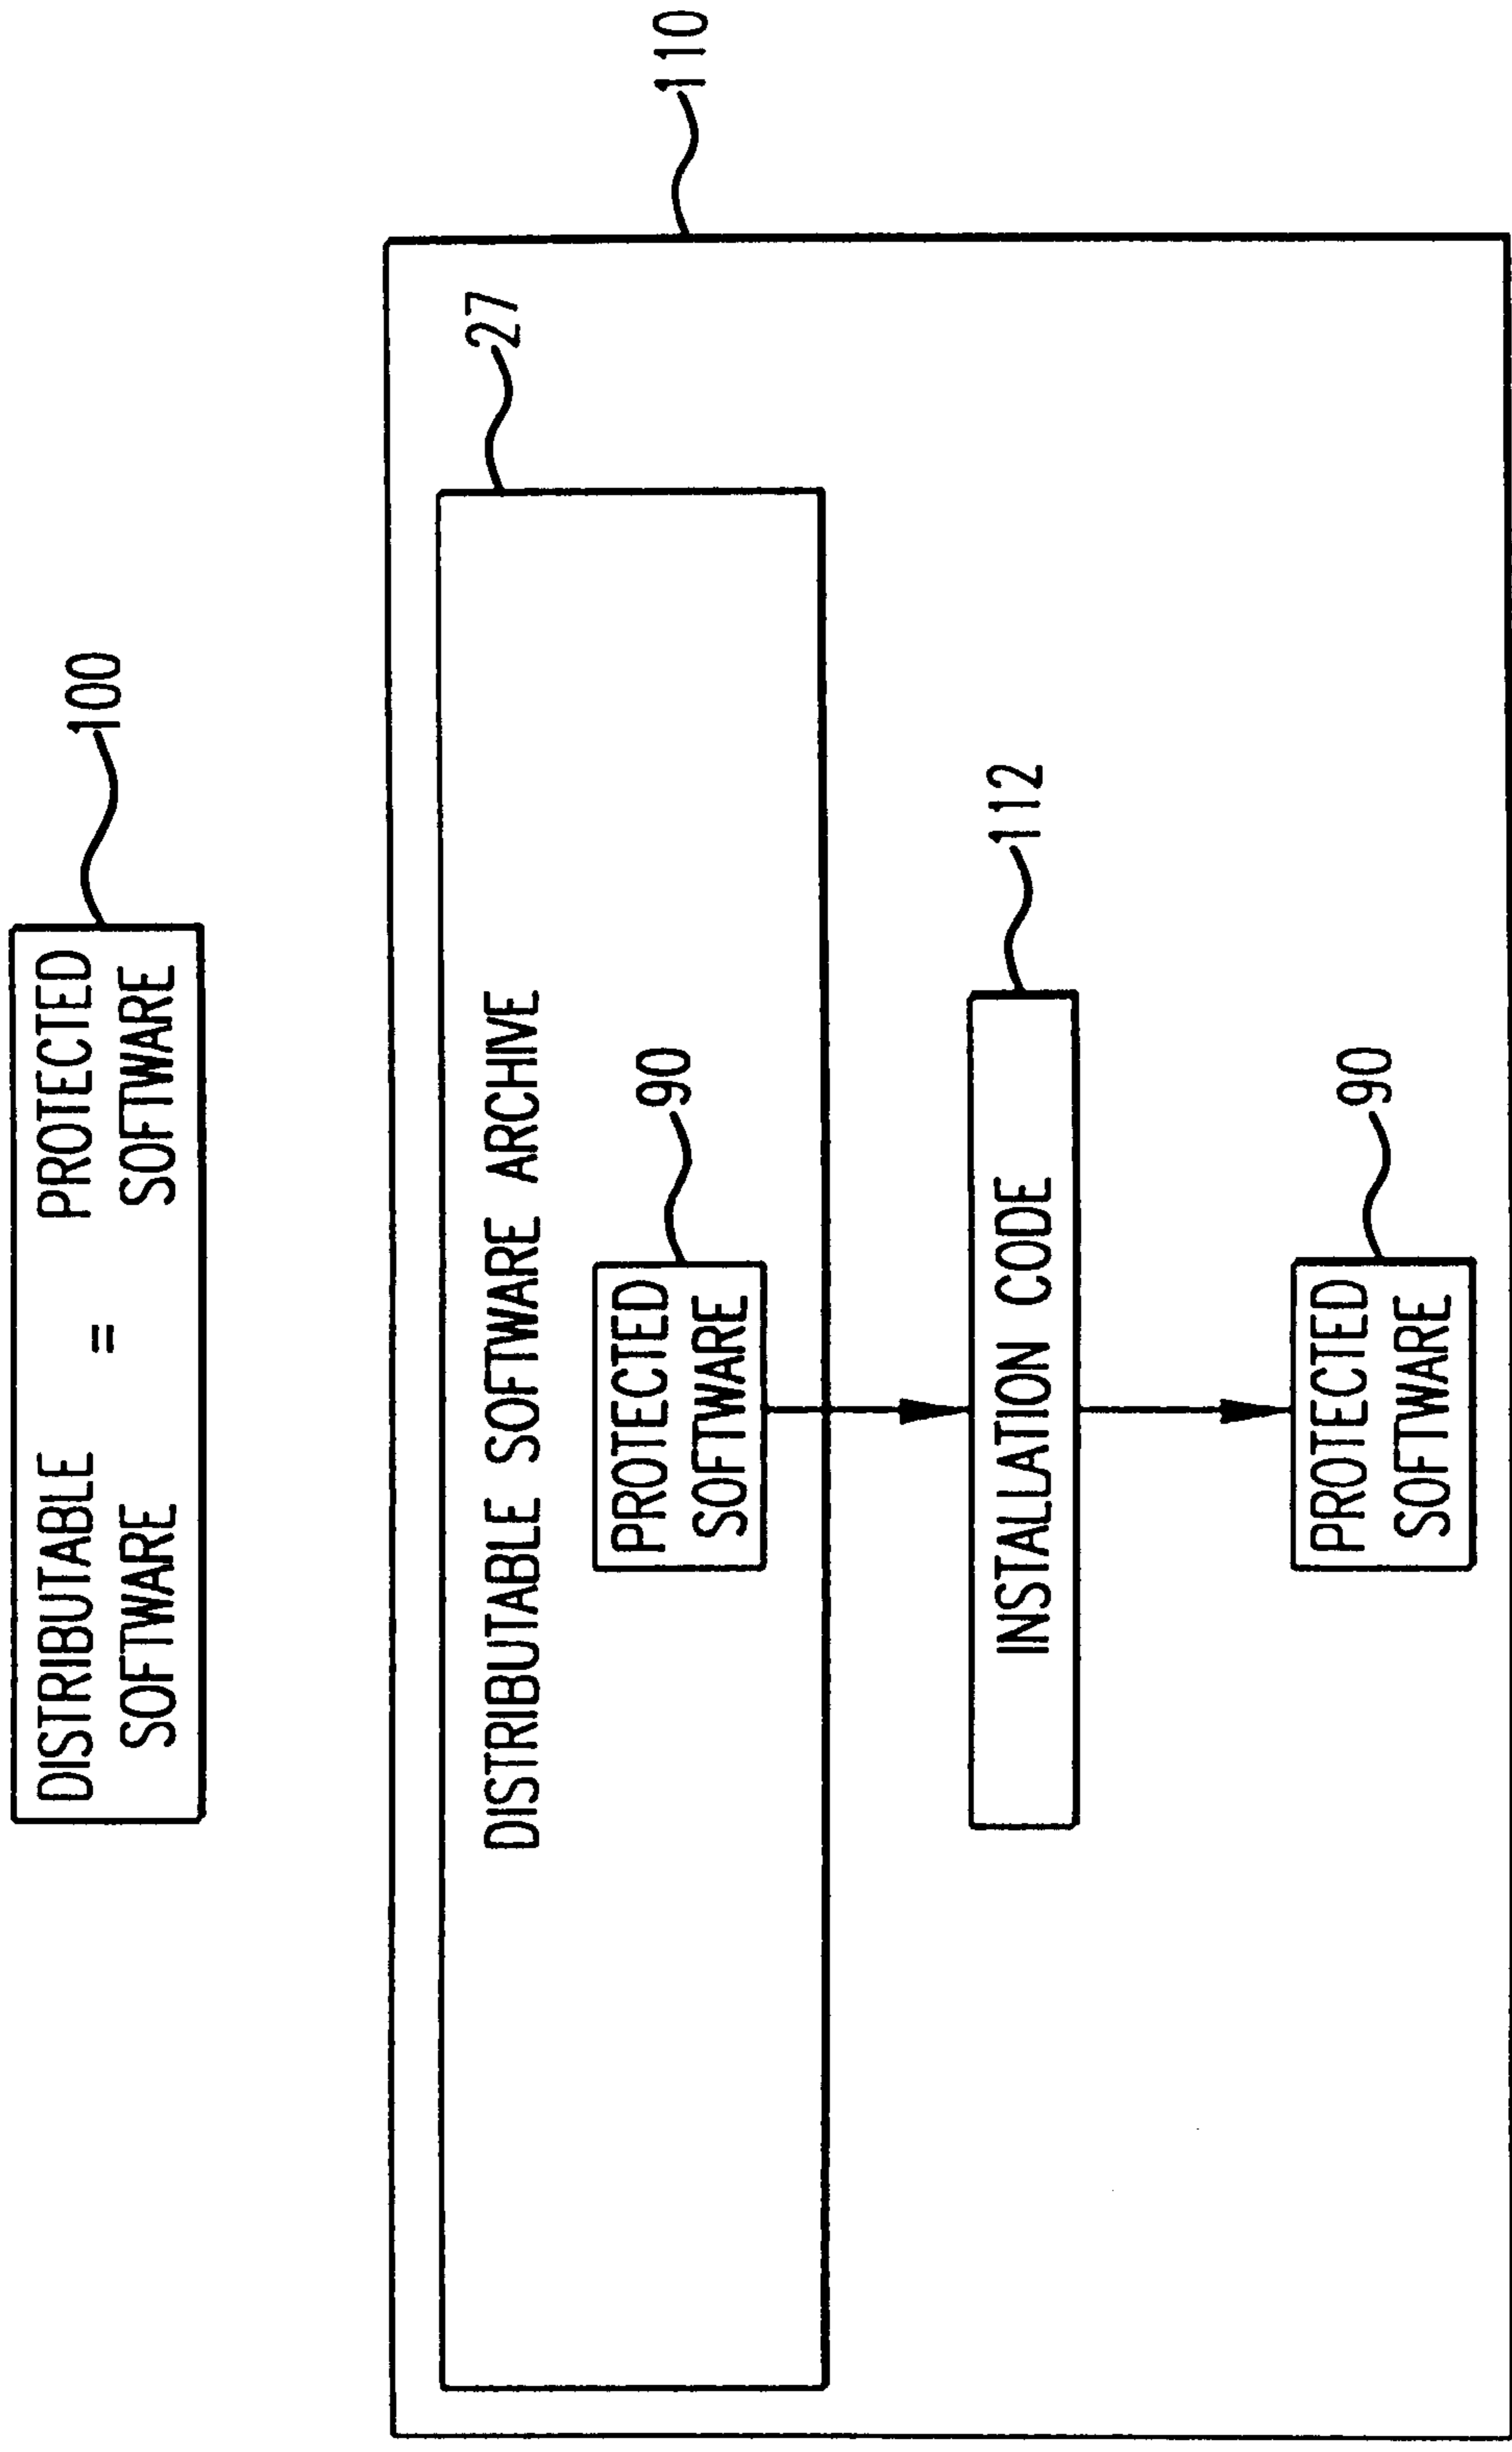 DISTRIBUTABLE = PROTECTED
SOFTWARE SOFTWARE
100
110
27
DISTRIBUTABLE SOFTWARE ARCHIVE
90
PROTECTED
SOFTWARE
112
INSTALLATION CODE
90
PROTECTED
SOFTWARE